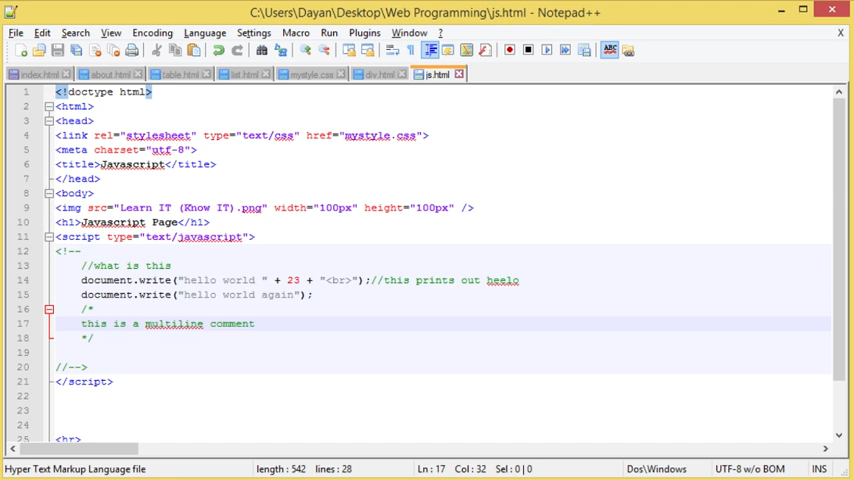 C:\Users\Dayan\Desktop\Web Programming\js.html - Notepad++
File Edit Search View Encoding Language Settings Macro Run Plugins Window ? X
ABC
index.html about.html table.html list.html mystyle.css div.html js.html
1 <!doctype html>
2 <html>
3 <head>
4 <link rel="stylesheet" type="text/css" href="mystyle.css">
5 <meta charset="utf-8">
6 <title>Javascript</title>
7 </head>
8 <body>
9 <img src="Learn IT (Know IT).png" width="100px" height="100px" />
10 <h1>Javascript Page</h1>
11 <script type="text/javascript">
12 <!--
13 //what is this
14 document.write("hello world " + 23 + "<br>");//this prints out heelo
15 document.write("hello world again");
16 /*
17 this is a multiline comment
18 */
19
20 //-->
21 </script>
22
23
24
25 <hr>
Hyper Text Markup Language file length : 542 lines : 28 Ln : 17 Col : 32 Sel : 0 | 0 Dos\Windows UTF-8 w/o BOM INS